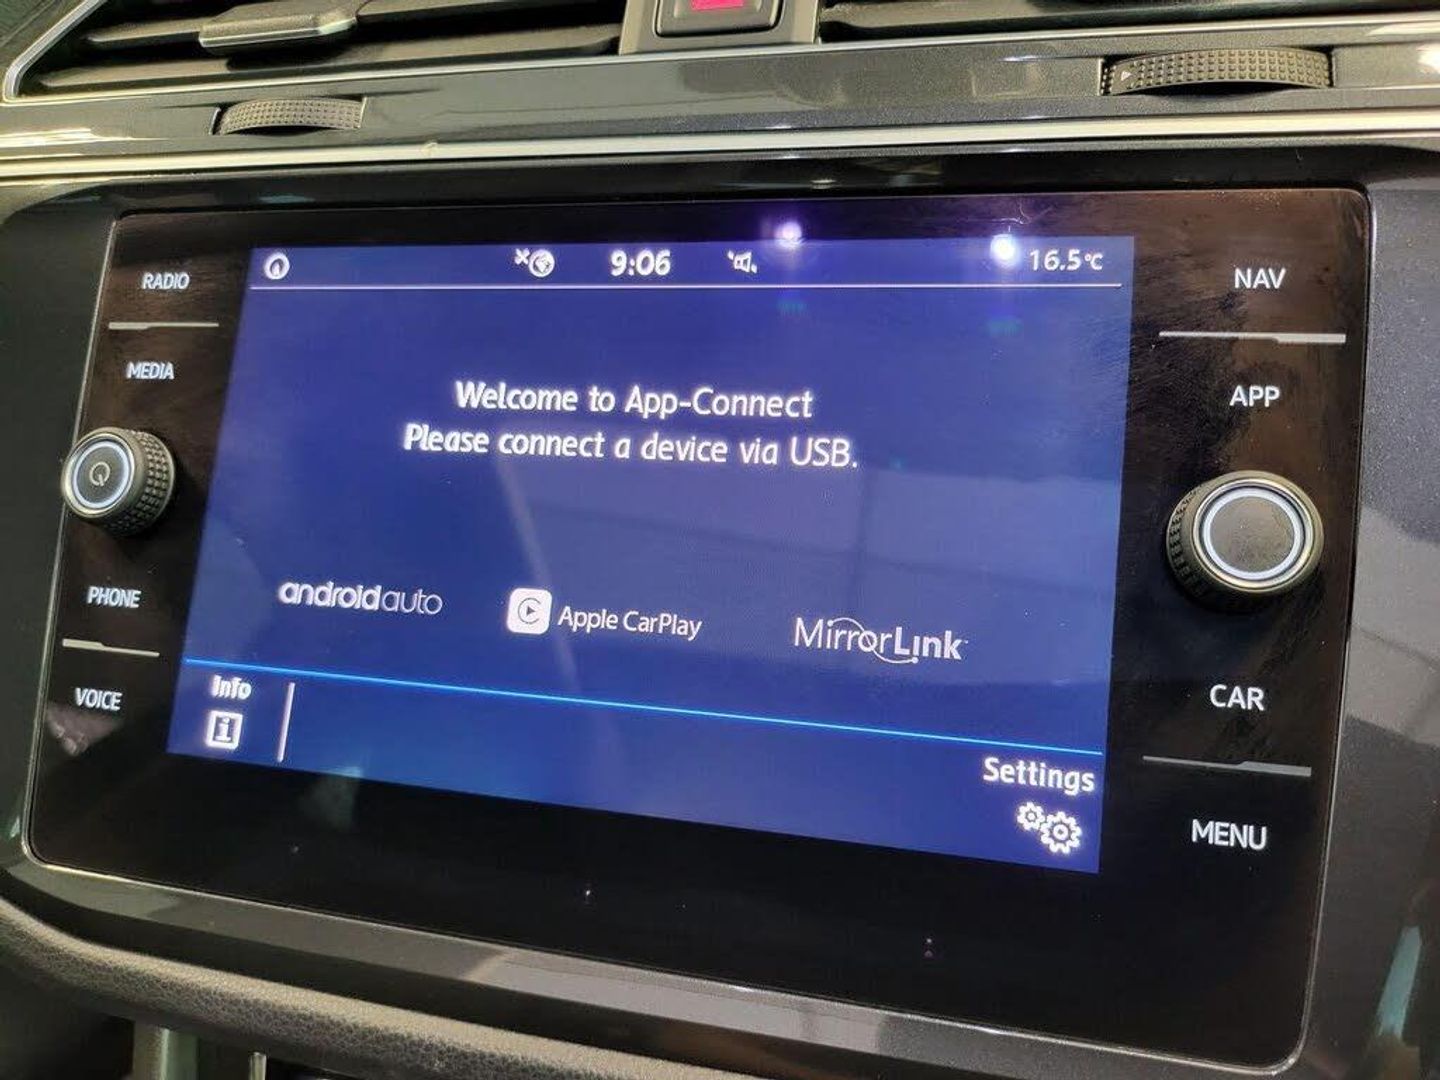 9:06
16.5°C
RADIO
MEDIA
PHONE
VOICE
Welcome to App-Connect
Please connect a device via USB.
androidauto
Apple CarPlay
MirrorLink
Info
i
Settings
NAV
APP
CAR
MENU